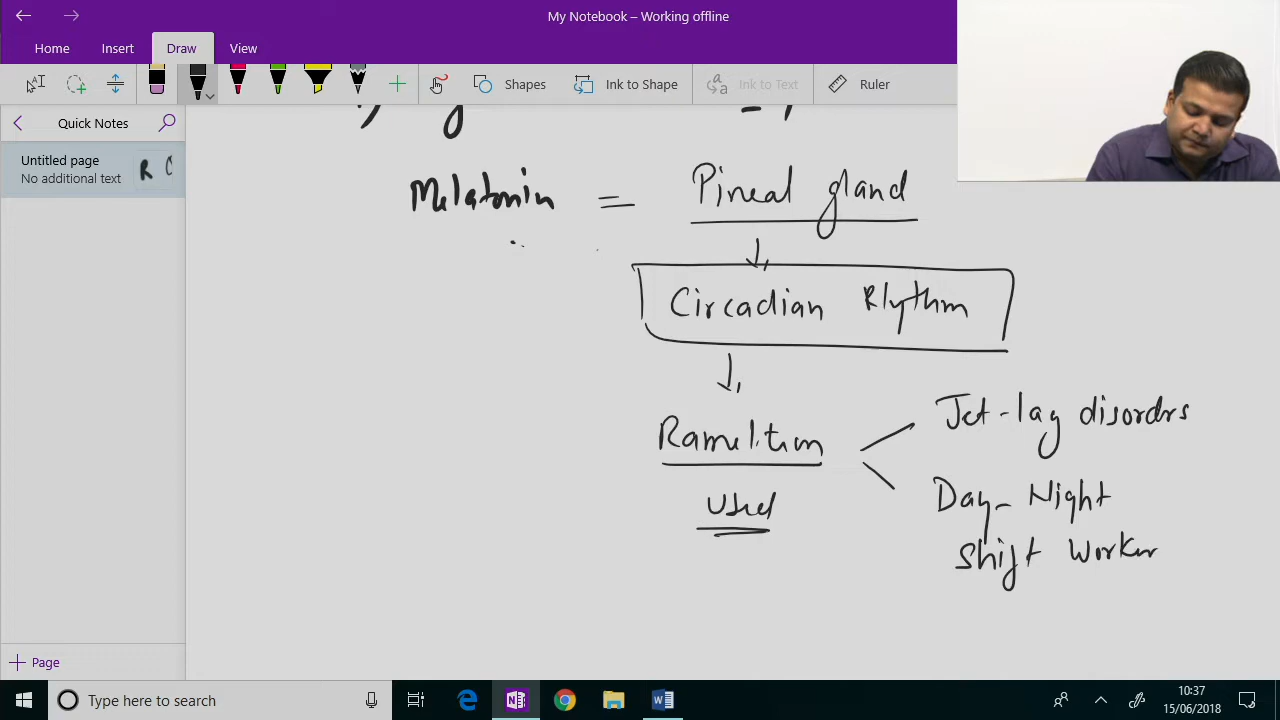 My Notebook – Working offline
Home Insert Draw View
Shapes Ink to Shape Ink to Text Ruler
Quick Notes
Untitled page
No additional text
Melatonin = Pineal gland
Circadian Rhythm
Jet-lag disordrs
Rameltim
Day- Night
Used
Shift Worker
Page
Type here to search
10:37
15/06/2018